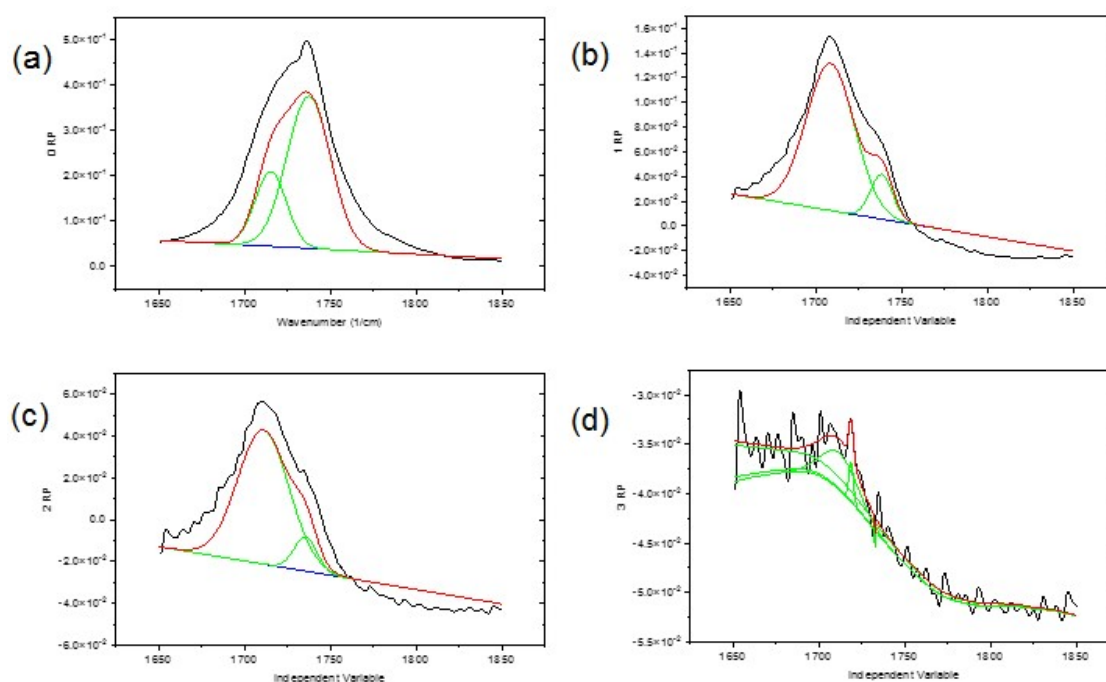 (a)
5.0×10⁻¹
4.0×10⁻¹
3.0×10⁻¹
2.0×10⁻¹
1.0×10⁻¹
0.0
0 RP
1650 1700 1750 1800 1850
Wavenumber (1/cm)
(b)
1.6×10⁻¹
1.4×10⁻¹
1.2×10⁻¹
1.0×10⁻¹
8.0×10⁻²
6.0×10⁻²
4.0×10⁻²
2.0×10⁻²
0.0
-2.0×10⁻²
-4.0×10⁻²
1 RP
1650 1700 1750 1800 1850
Independent Variable
(c)
6.0×10⁻²
4.0×10⁻²
2.0×10⁻²
0.0
-2.0×10⁻²
-4.0×10⁻²
-6.0×10⁻²
2 RP
1650 1700 1750 1800 1850
Independent Variable
(d)
-3.0×10⁻²
-3.5×10⁻²
-4.0×10⁻²
-4.5×10⁻²
-5.0×10⁻²
-5.5×10⁻²
3 RP
1650 1700 1750 1800 1850
Independent Variable